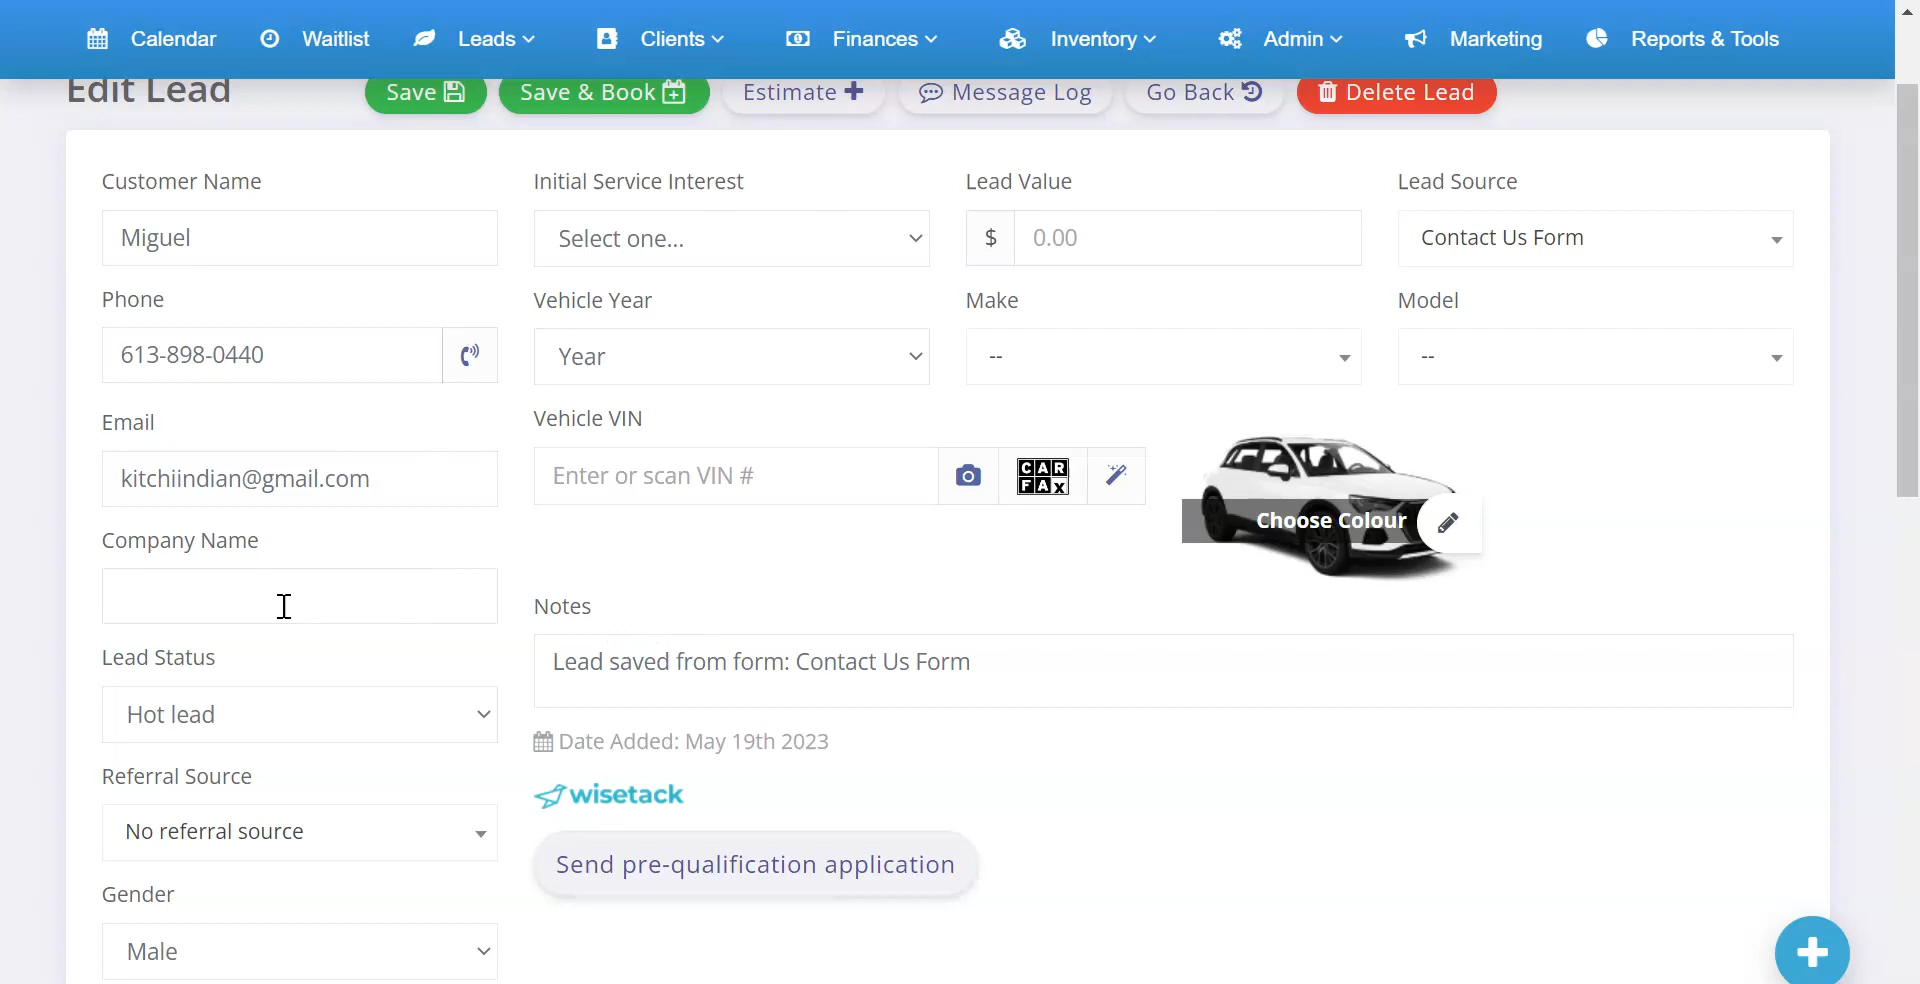 Calendar Waitlist Leads Clients Finances Inventory Admin Marketing Reports & Tools
Edit Lead Save Save & Book Estimate Message Log Go Back Delete Lead
Customer Name Initial Service Interest Lead Value Lead Source
Miguel Select one... $ 0.00 Contact Us Form
Phone Vehicle Year Make Model
613-898-0440 Year -- --
Email Vehicle VIN
kitchiindian@gmail.com Enter or scan VIN # CAR FAX
Choose Colour
Company Name
Notes
Lead Status Lead saved from form: Contact Us Form
Hot lead
Date Added: May 19th 2023
Referral Source wisetack
No referral source
Send pre-qualification application
Gender
Male